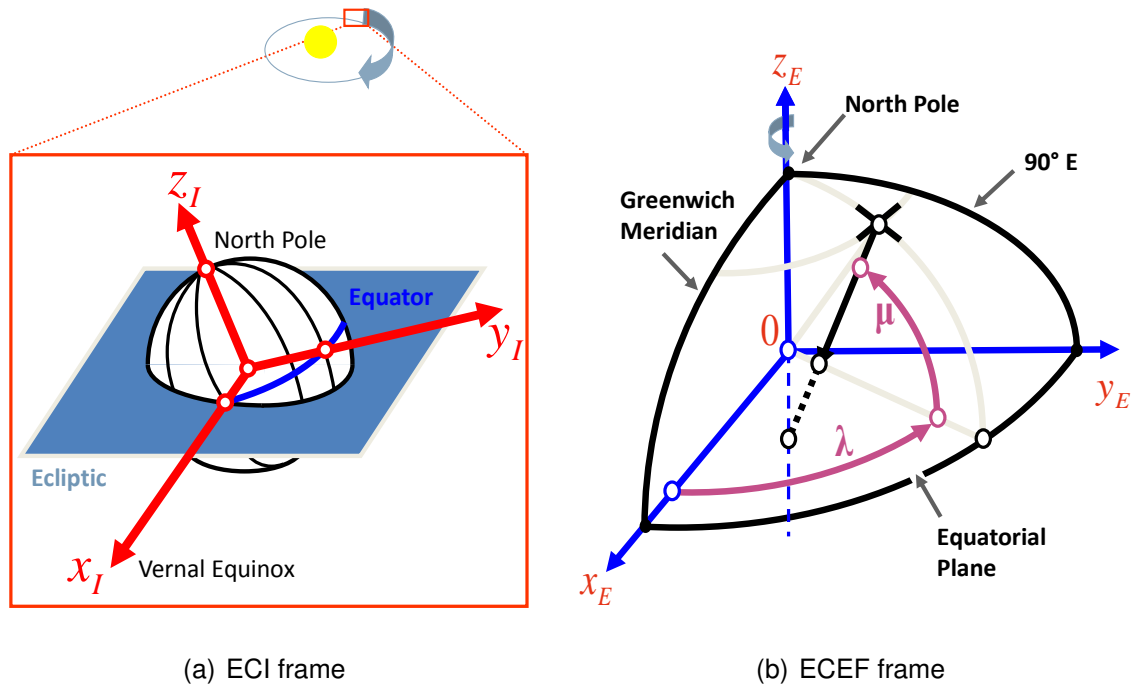 z_I
North Pole
Equator
y_I
Ecliptic
x_I
Vernal Equinox
(a) ECI frame
z_E
North Pole
90° E
Greenwich
Meridian
μ
0
y_E
λ
Equatorial
Plane
x_E
(b) ECEF frame